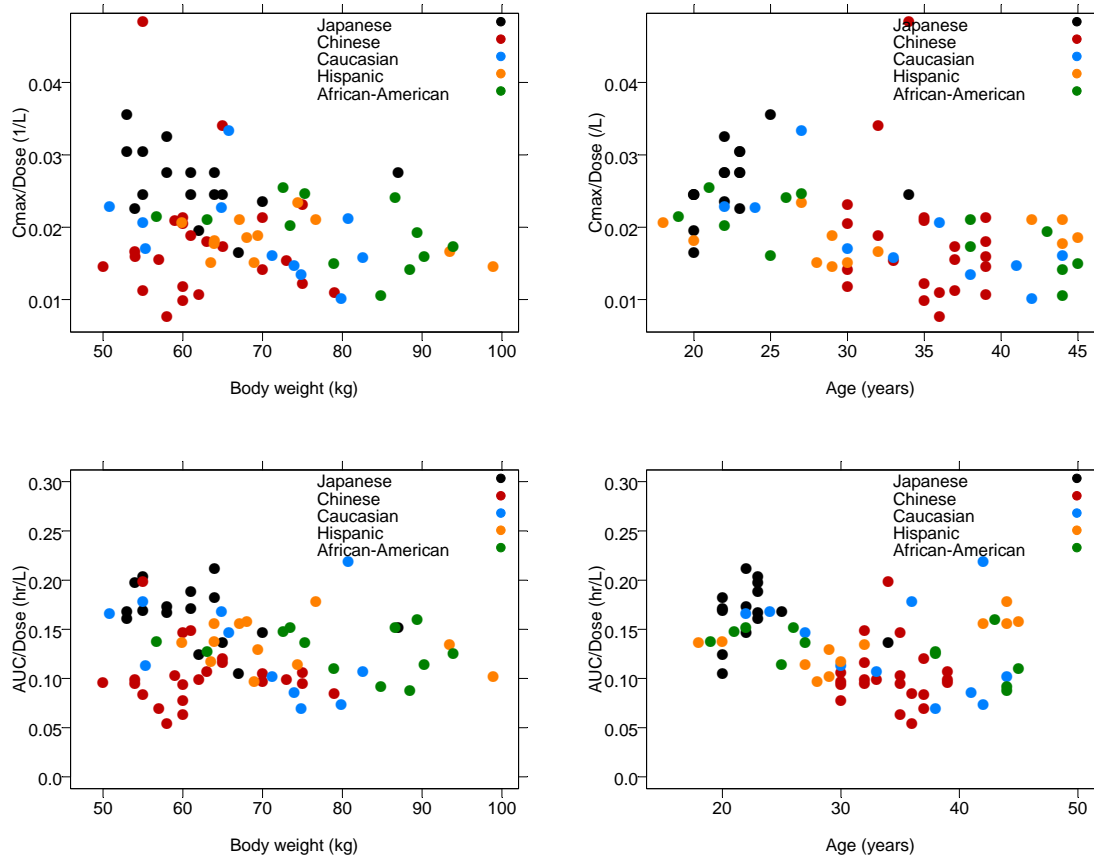 Japanese
Chinese
Caucasian
Hispanic
African-American
Cmax/Dose (1/L)
0.04
0.03
0.02
0.01
50 60 70 80 90 100
Body weight (kg)
Japanese
Chinese
Caucasian
Hispanic
African-American
Cmax/Dose (/L)
0.04
0.03
0.02
0.01
20 25 30 35 40 45
Age (years)
Japanese
Chinese
Caucasian
Hispanic
African-American
AUC/Dose (hr/L)
0.30
0.25
0.20
0.15
0.10
0.05
0.0
50 60 70 80 90 100
Body weight (kg)
Japanese
Chinese
Caucasian
Hispanic
African-American
AUC/Dose (hr/L)
0.30
0.25
0.20
0.15
0.10
0.05
0.0
20 30 40 50
Age (years)